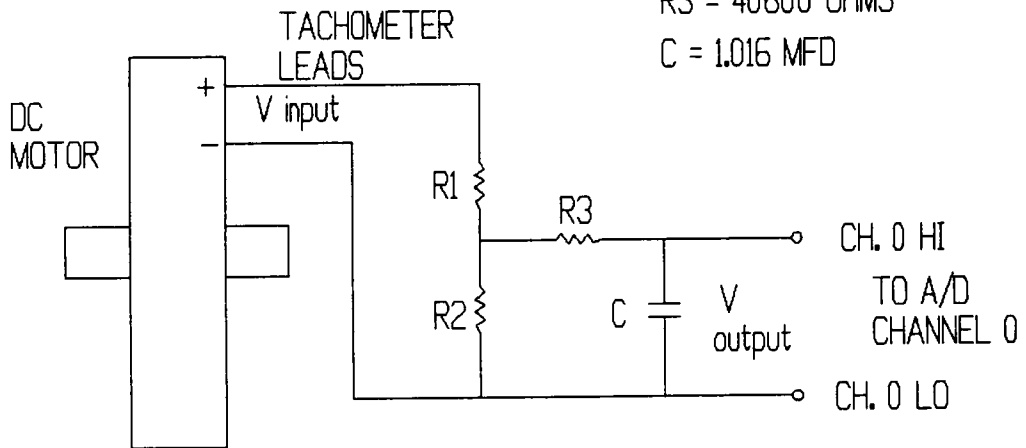 R3 = 40600 OHMS
C = 1.016 MFD
TACHOMETER
LEADS
+
V input
DC
MOTOR
−
R1
R3
CH. 0 HI
TO A/D
CHANNEL 0
R2
C
V
output
CH. 0 LO